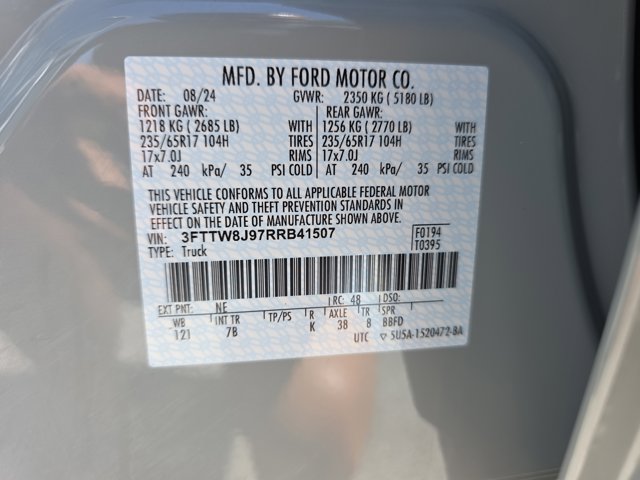 MFD. BY FORD MOTOR CO.
DATE: 08/24 GVWR: 2350 KG ( 5180 LB)
FRONT GAWR: REAR GAWR:
1218 KG ( 2685 LB) WITH 1256 KG ( 2770 LB) WITH
235/65R17 104H TIRES 235/65R17 104H TIRES
17x7.0J RIMS 17x7.0J RIMS
AT 240 kPa/ 35 PSI COLD AT 240 kPa/ 35 PSI COLD
THIS VEHICLE CONFORMS TO ALL APPLICABLE FEDERAL MOTOR
VEHICLE SAFETY AND THEFT PREVENTION STANDARDS IN
EFFECT ON THE DATE OF MANUFACTURE SHOWN ABOVE.
VIN: 3FTTW8J97RRB41507 F0194
TYPE: Truck T0395
EXT PNT: NE RC: 48 DSO:
WB INT TR TP/PS R AXLE TR SPR
121 7B K 38 8 BBFD
UTC ▽ 5U5A-1520472-BA